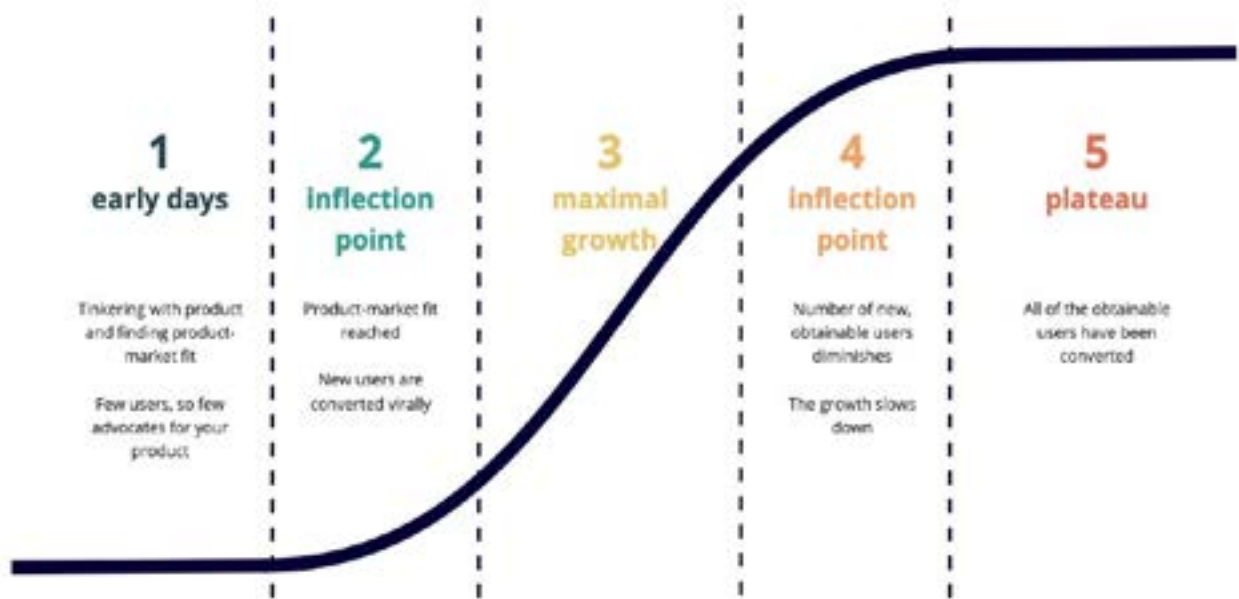 1
early days
Tinkering with product
and finding product-
market fit
Few users, so few
advocates for your
product
2
inflection
point
Product-market fit
reached
New users are
converted virally
3
maximal
growth
4
inflection
point
Number of new,
obtainable users
diminishes
The growth slows
down
5
plateau
All of the obtainable
users have been
converted